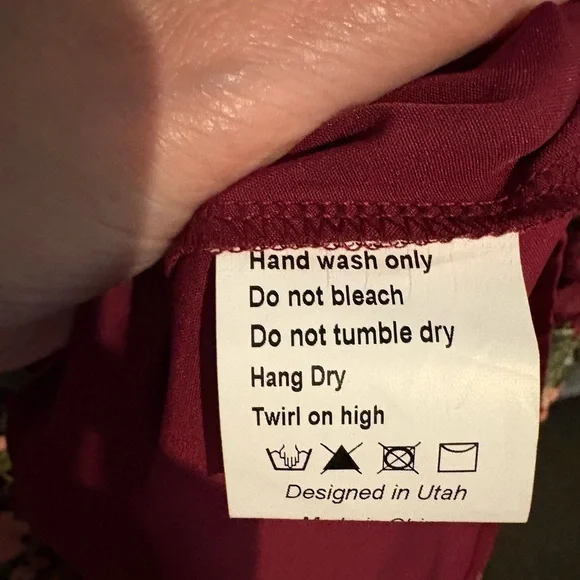 Hand wash only
Do not bleach
Do not tumble dry
Hang Dry
Twirl on high
Designed in Utah